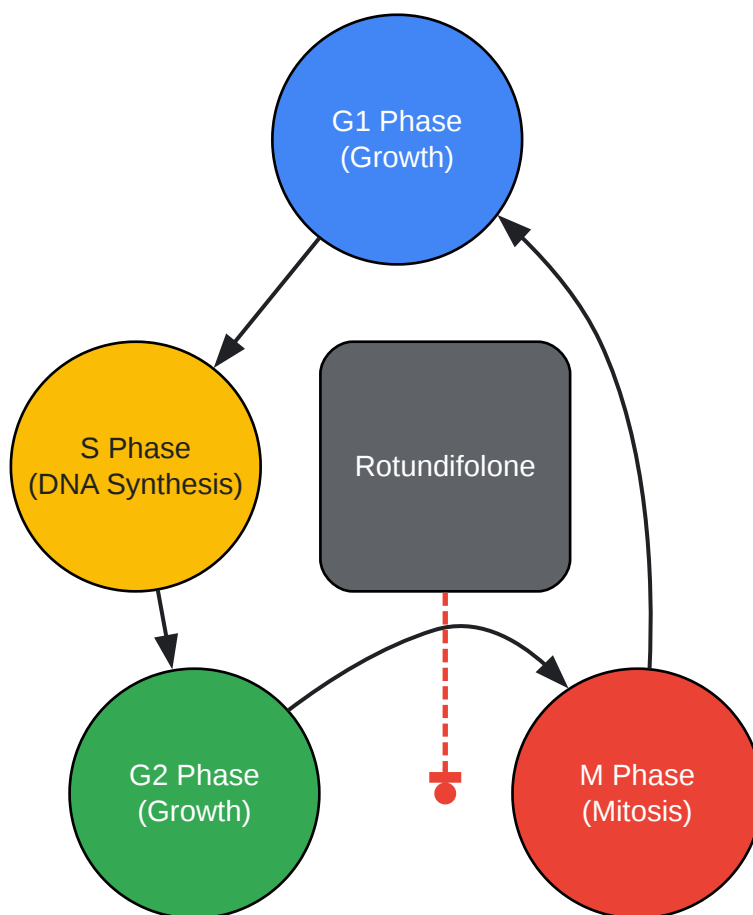 G1 Phase
(Growth)
S Phase
(DNA Synthesis)
Rotundifolone
G2 Phase
(Growth)
M Phase
(Mitosis)